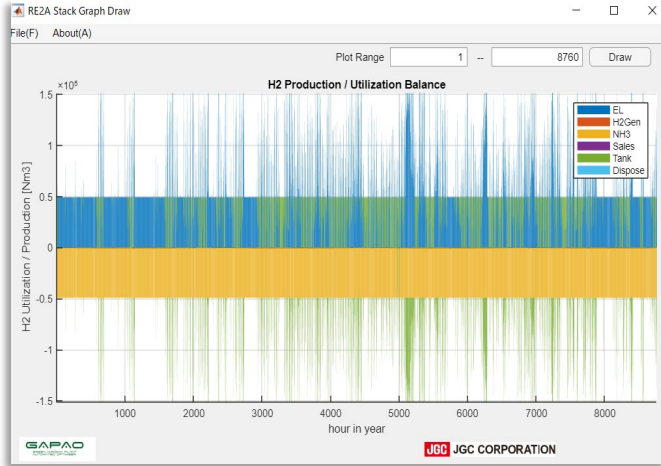 RE2A Stack Graph Draw
File(F) About(A)
Plot Range 1 -- 8760 Draw
H2 Production / Utilization Balance
×10⁵
1.5
1
0.5
0
-0.5
-1
-1.5
H2 Utilization / Production [Nm3]
EL
H2Gen
NH3
Sales
Tank
Dispose
1000 2000 3000 4000 5000 6000 7000 8000
hour in year
GAPAO
JGC JGC CORPORATION